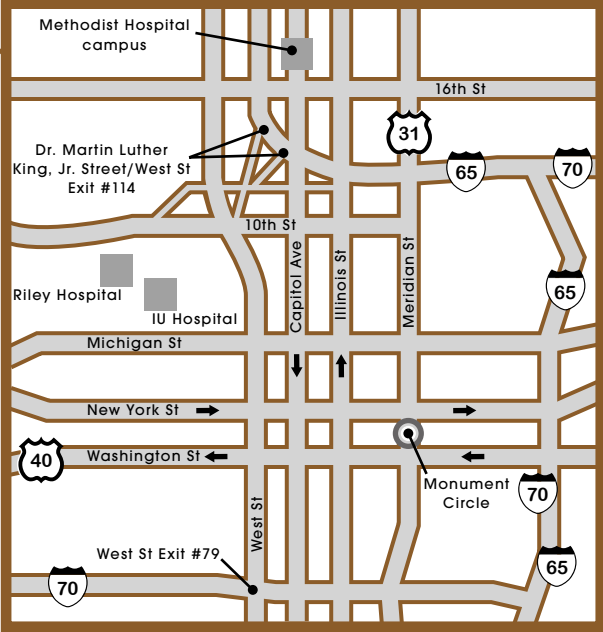 Methodist Hospital
campus
16th St
31
Dr. Martin Luther
King, Jr. Street/West St
Exit #114
65
70
10th St
Capitol Ave
Illinois St
Meridian St
Riley Hospital
IU Hospital
65
Michigan St
New York St
40
Washington St
Monument
Circle
70
West St
West St Exit #79
65
70